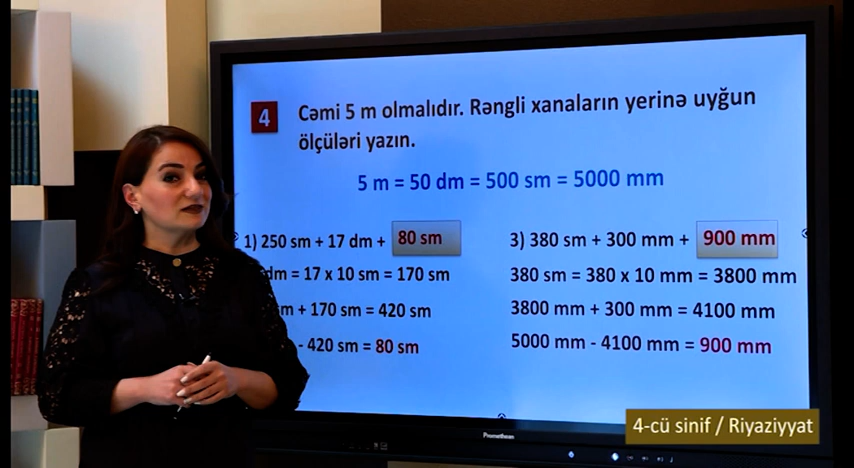 4
Cəmi 5 m olmalıdır. Rəngli xanaların yerinə uyğun
ölçüləri yazın.
5 m = 50 dm = 500 sm = 5000 mm
1) 250 sm + 17 dm + 80 sm
dm = 17 x 10 sm = 170 sm
sm + 170 sm = 420 sm
- 420 sm = 80 sm
3) 380 sm + 300 mm + 900 mm
380 sm = 380 x 10 mm = 3800 mm
3800 mm + 300 mm = 4100 mm
5000 mm - 4100 mm = 900 mm
4-cü sinif / Riyaziyyat
Promethean